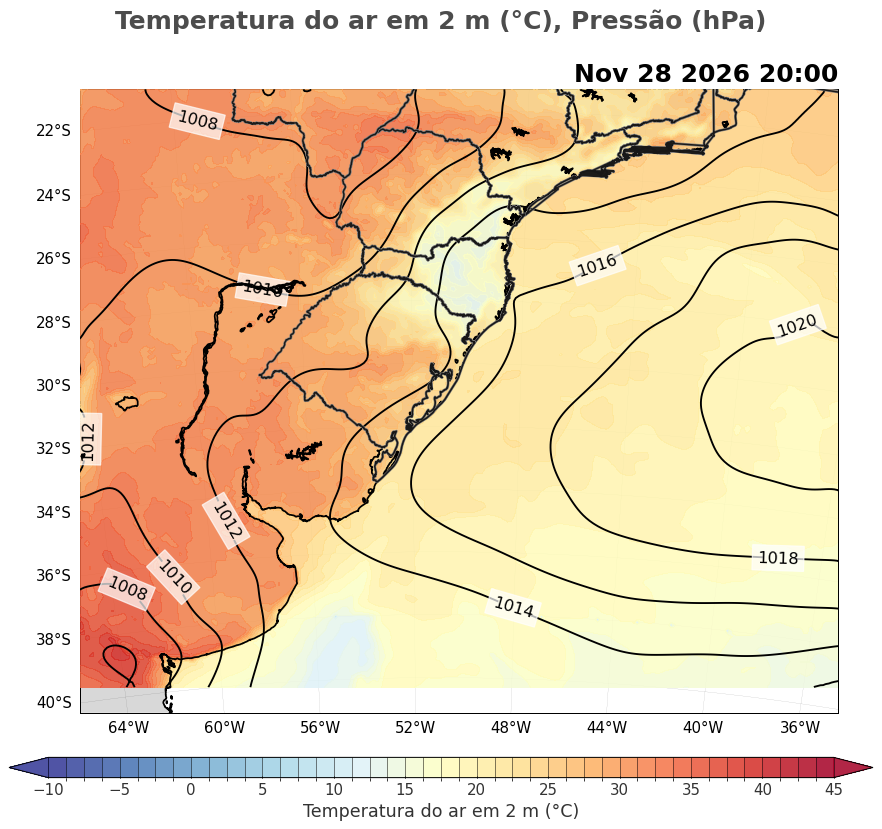 Temperatura do ar em 2 m (°C), Pressão (hPa)
Nov 28 2026 20:00
1008
22°S
24°S
26°S
1016
1010
28°S
1020
30°S
1012
32°S
1012
34°S
1018
1010
36°S
1008
1014
38°S
40°S
64°W 60°W 56°W 52°W 48°W 44°W 40°W 36°W
−10 −5 0 5 10 15 20 25 30 35 40 45
Temperatura do ar em 2 m (°C)